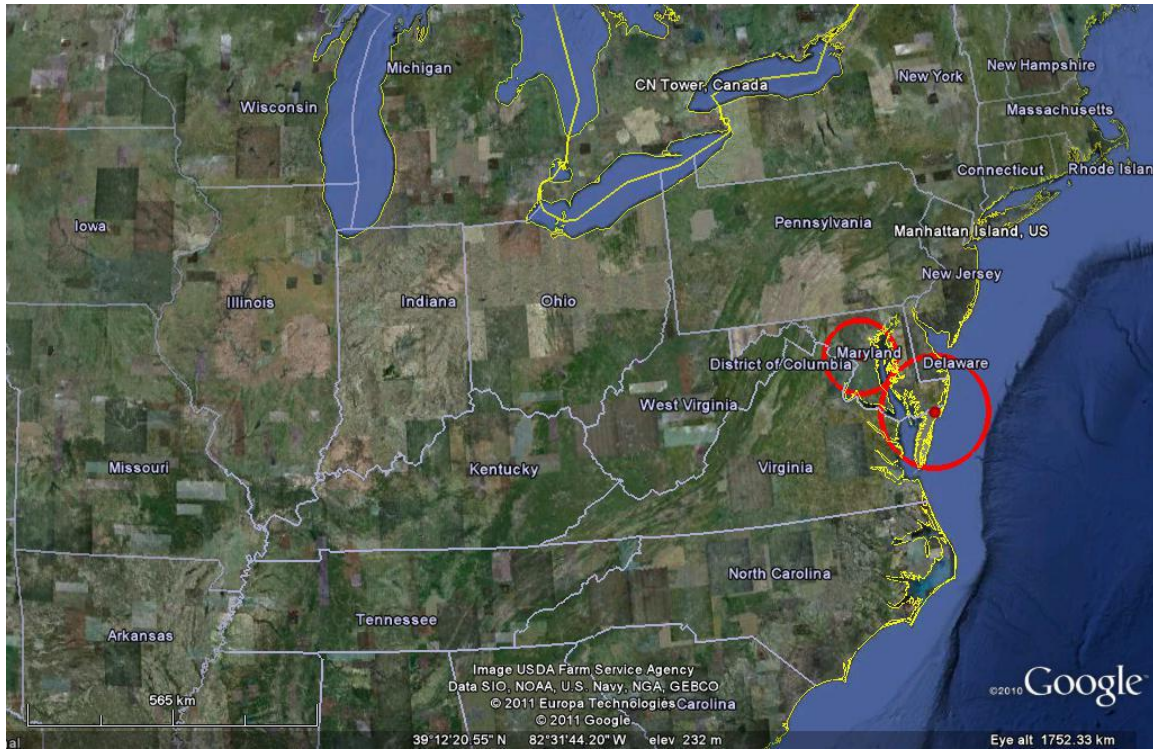 Michigan
CN Tower, Canada
New York
New Hampshire
Wisconsin
Massachusetts
Connecticut
Rhode Islan
Iowa
Pennsylvania
Manhattan Island, US
New Jersey
Illinois
Indiana
Ohio
Maryland
District of Columbia
Delaware
West Virginia
Missouri
Kentucky
Virginia
North Carolina
Tennessee
Arkansas
Image USDA Farm Service Agency
Data SIO, NOAA, U.S. Navy, NGA, GEBCO
© 2011 Europa Technologies
Carolina
© 2011 Google
565 km
©2010 Google™
al
39°12'20.55" N 82°31'44.20" W elev 232 m
Eye alt 1752.33 km